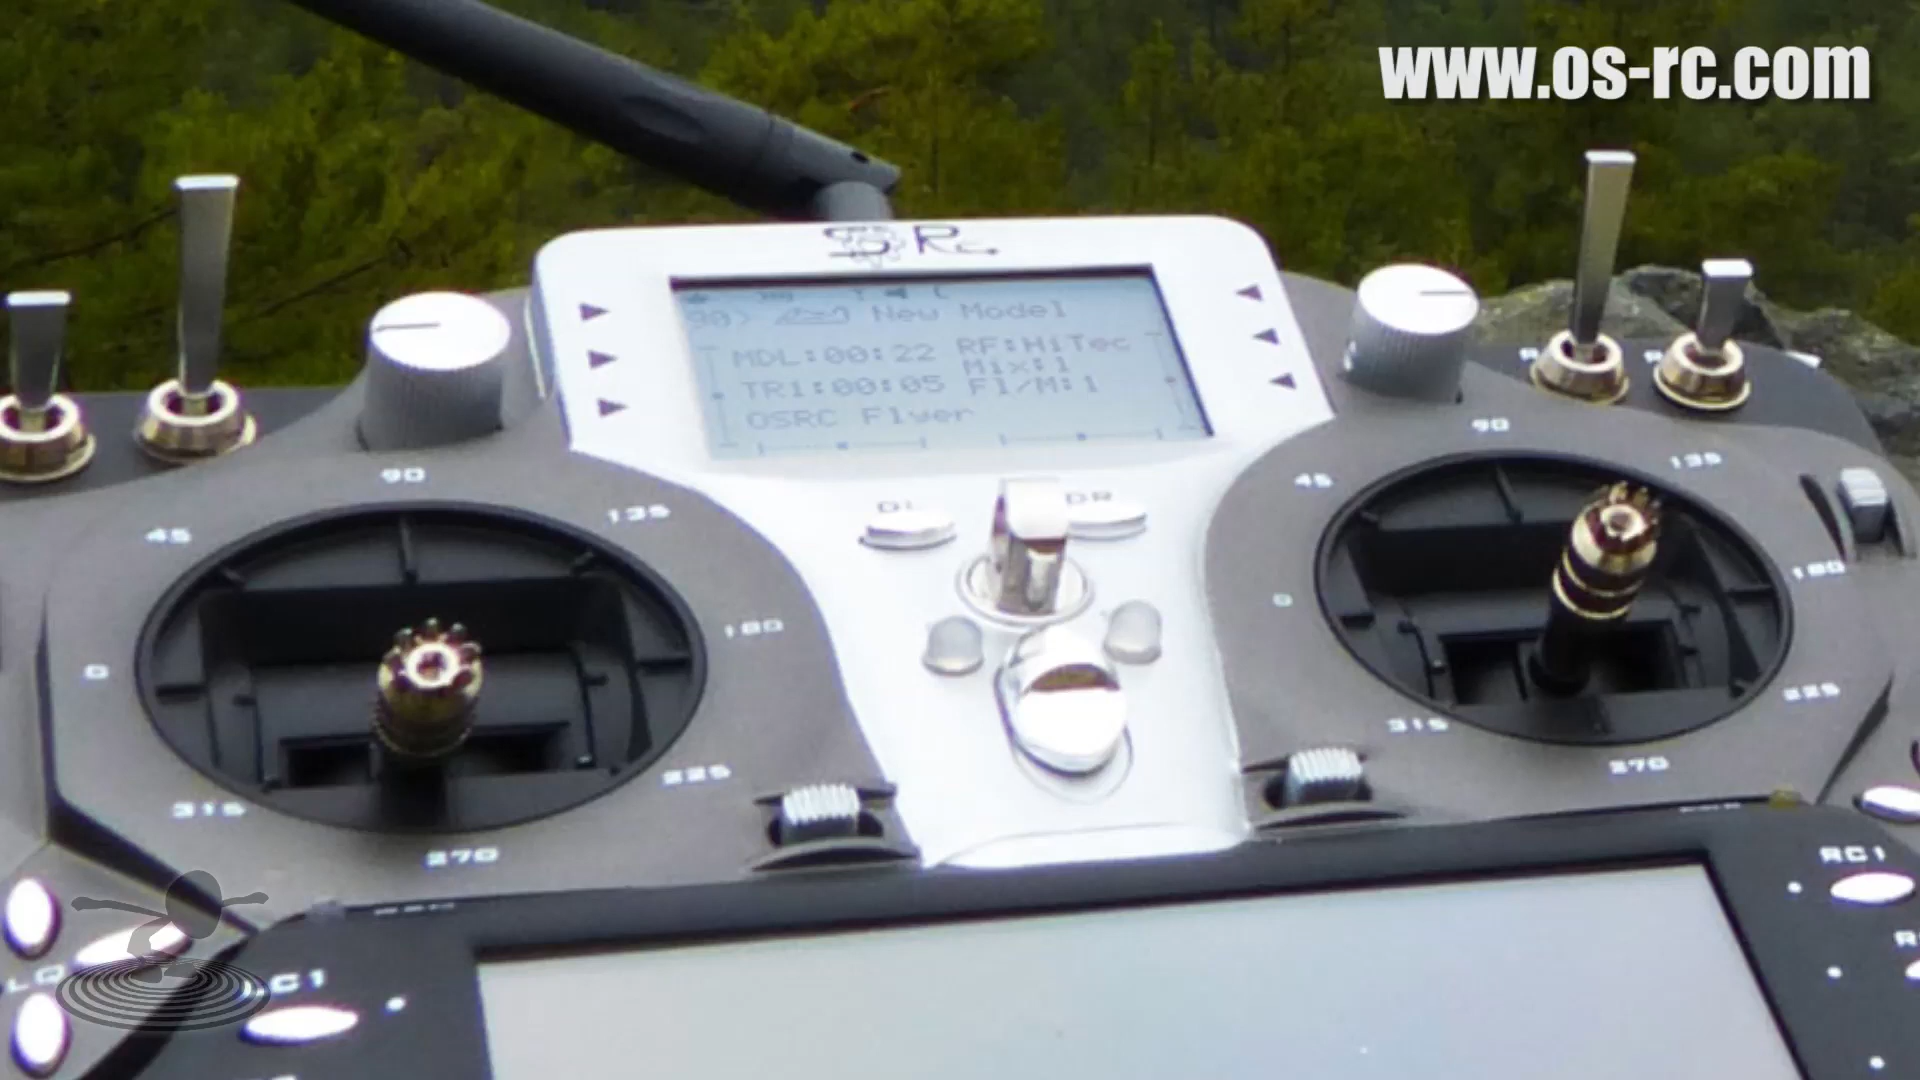 www.os-rc.com
90> New Model
MDL:00:22 RF:HiTec
Mix:1
TR1:00:05 Fl/M:1
OSRC Flyer
DL DR
0 45 90 135 180 225 270 315
0 45 90 135 180 225 270 315
RC1